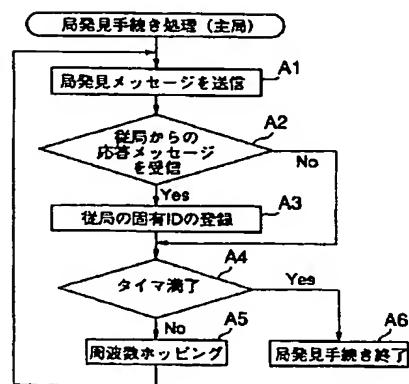 局発見手続き処理（主局）
局発見メッセージを送信
A1
従局からの
応答メッセージ
を受信
A2
No
Yes
従局の固有IDの登録
A3
タイマ満了
A4
Yes
No
周波数ホッピング
A5
局発見手続き終了
A6